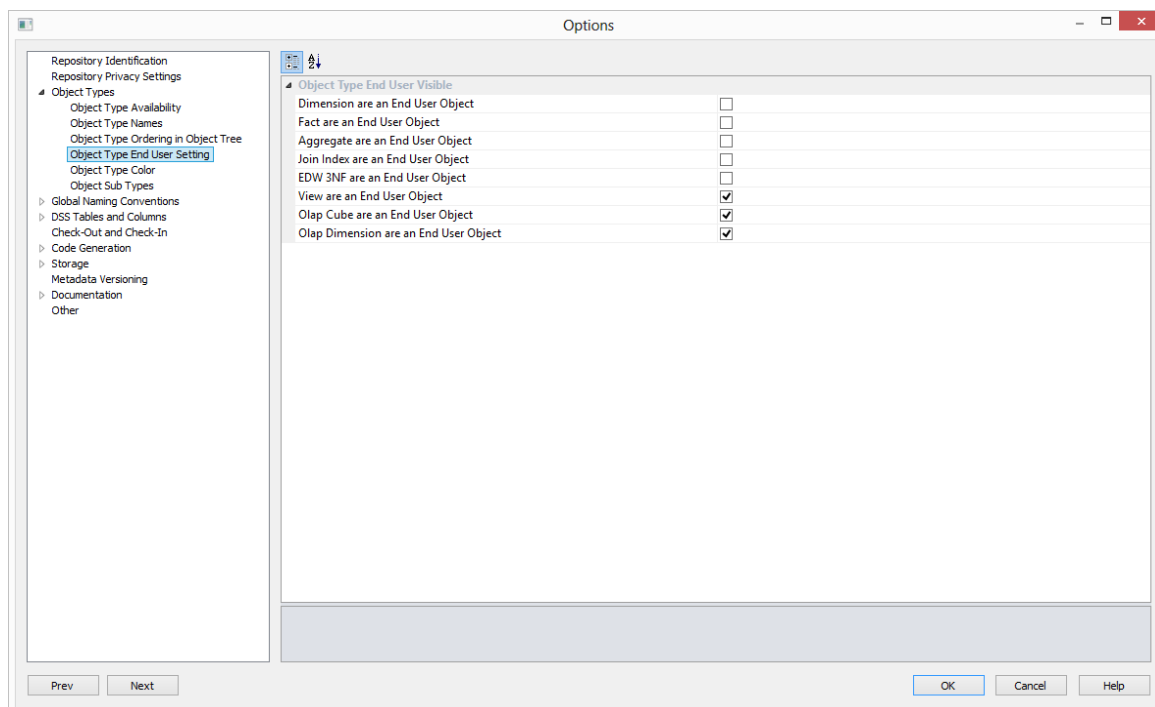 Options
Repository Identification
Repository Privacy Settings
Object Types
Object Type Availability
Object Type Names
Object Type Ordering in Object Tree
Object Type End User Setting
Object Type Color
Object Sub Types
Global Naming Conventions
DSS Tables and Columns
Check-Out and Check-In
Code Generation
Storage
Metadata Versioning
Documentation
Other
Object Type End User Visible
Dimension are an End User Object
Fact are an End User Object
Aggregate are an End User Object
Join Index are an End User Object
EDW 3NF are an End User Object
View are an End User Object
Olap Cube are an End User Object
Olap Dimension are an End User Object
Prev Next OK Cancel Help